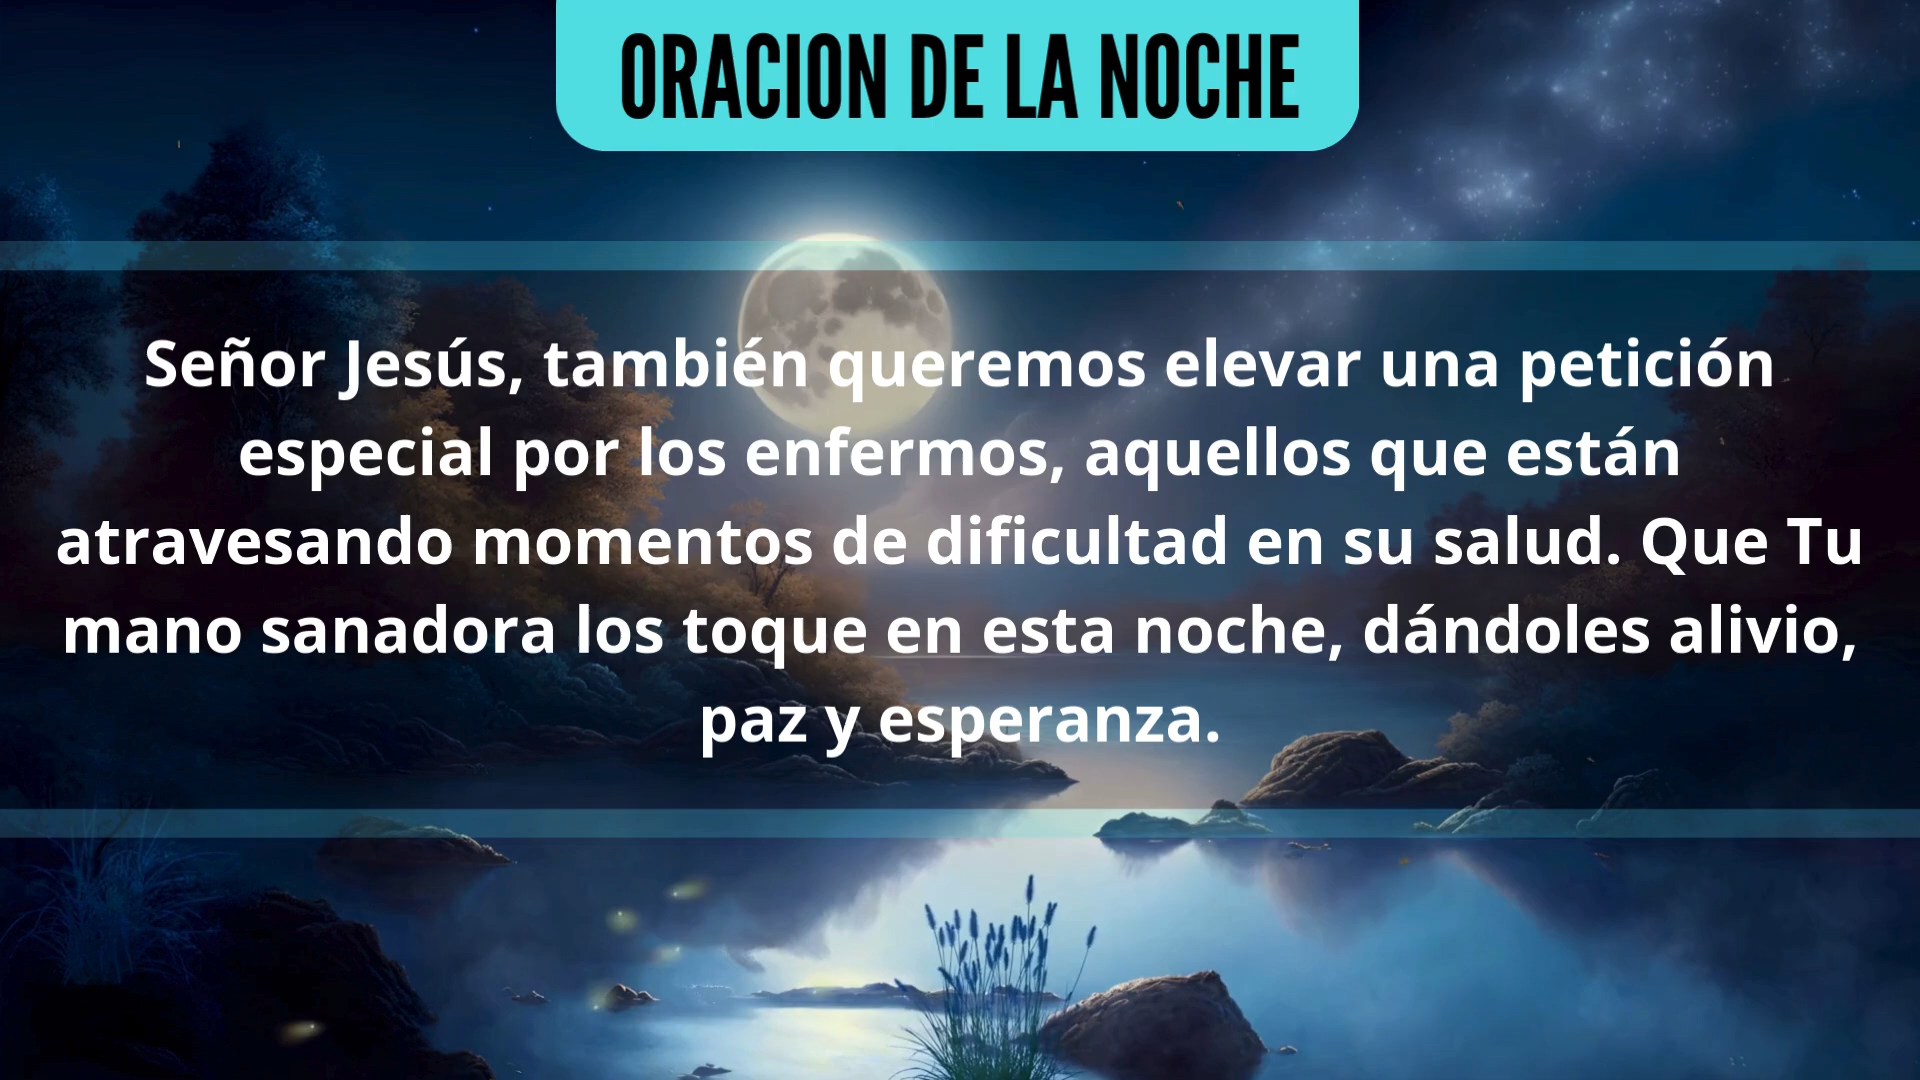 ORACION DE LA NOCHE
Señor Jesús, también queremos elevar una petición
especial por los enfermos, aquellos que están
atravesando momentos de dificultad en su salud. Que Tu
mano sanadora los toque en esta noche, dándoles alivio,
paz y esperanza.